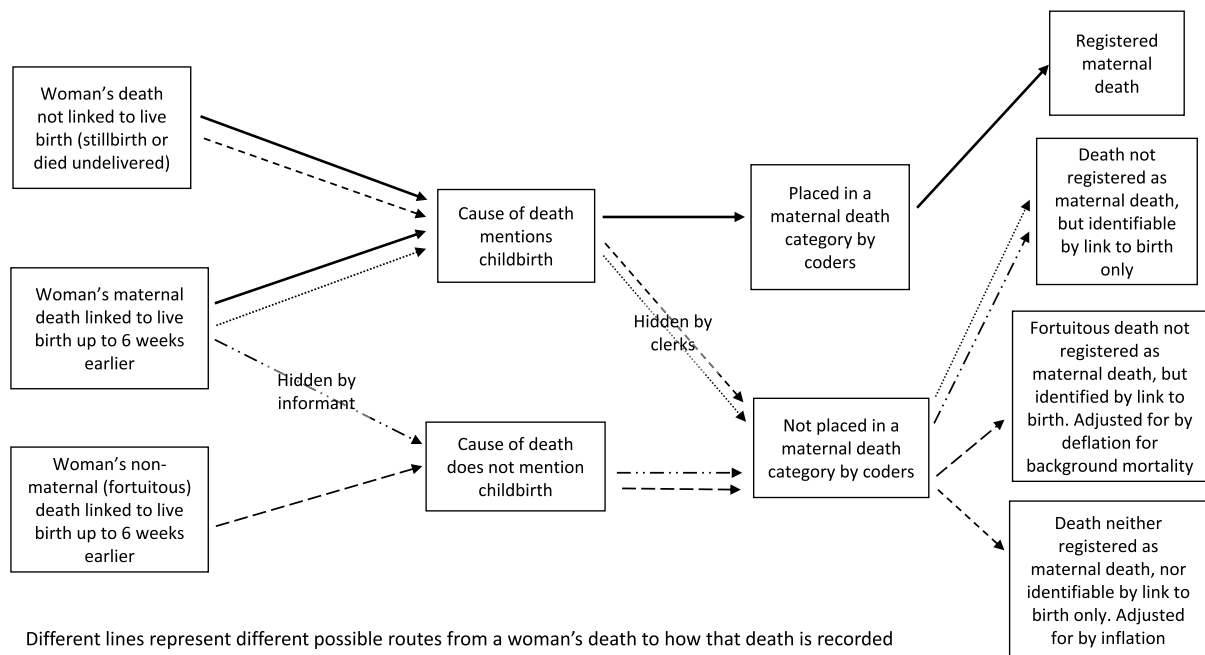 Woman’s death
not linked to live
birth (stillbirth or
died undelivered)
Woman’s maternal
death linked to live
birth up to 6 weeks
earlier
Woman’s non-
maternal (fortuitous)
death linked to live
birth up to 6 weeks
earlier
Hidden by
informant
Cause of death
mentions
childbirth
Cause of death
does not mention
childbirth
Hidden by
clerks
Placed in a
maternal death
category by
coders
Not placed in a
maternal death
category by coders
Registered
maternal
death
Death not
registered as
maternal death,
but identifiable
by link to birth
only
Fortuitous death not
registered as
maternal death, but
identified by link to
birth. Adjusted for by
deflation for
background mortality
Death neither
registered as
maternal death, nor
identifiable by link to
birth only. Adjusted
for by inflation
Different lines represent different possible routes from a woman’s death to how that death is recorded